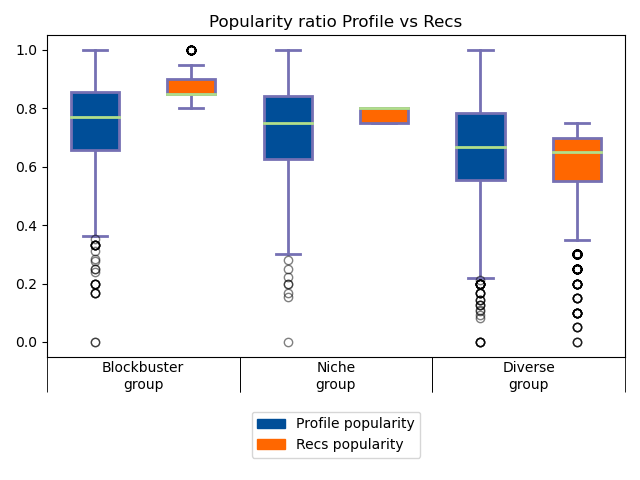 Popularity ratio Profile vs Recs
1.0
0.8
0.6
0.4
0.2
0.0
Blockbuster
group
Niche
group
Diverse
group
Profile popularity
Recs popularity